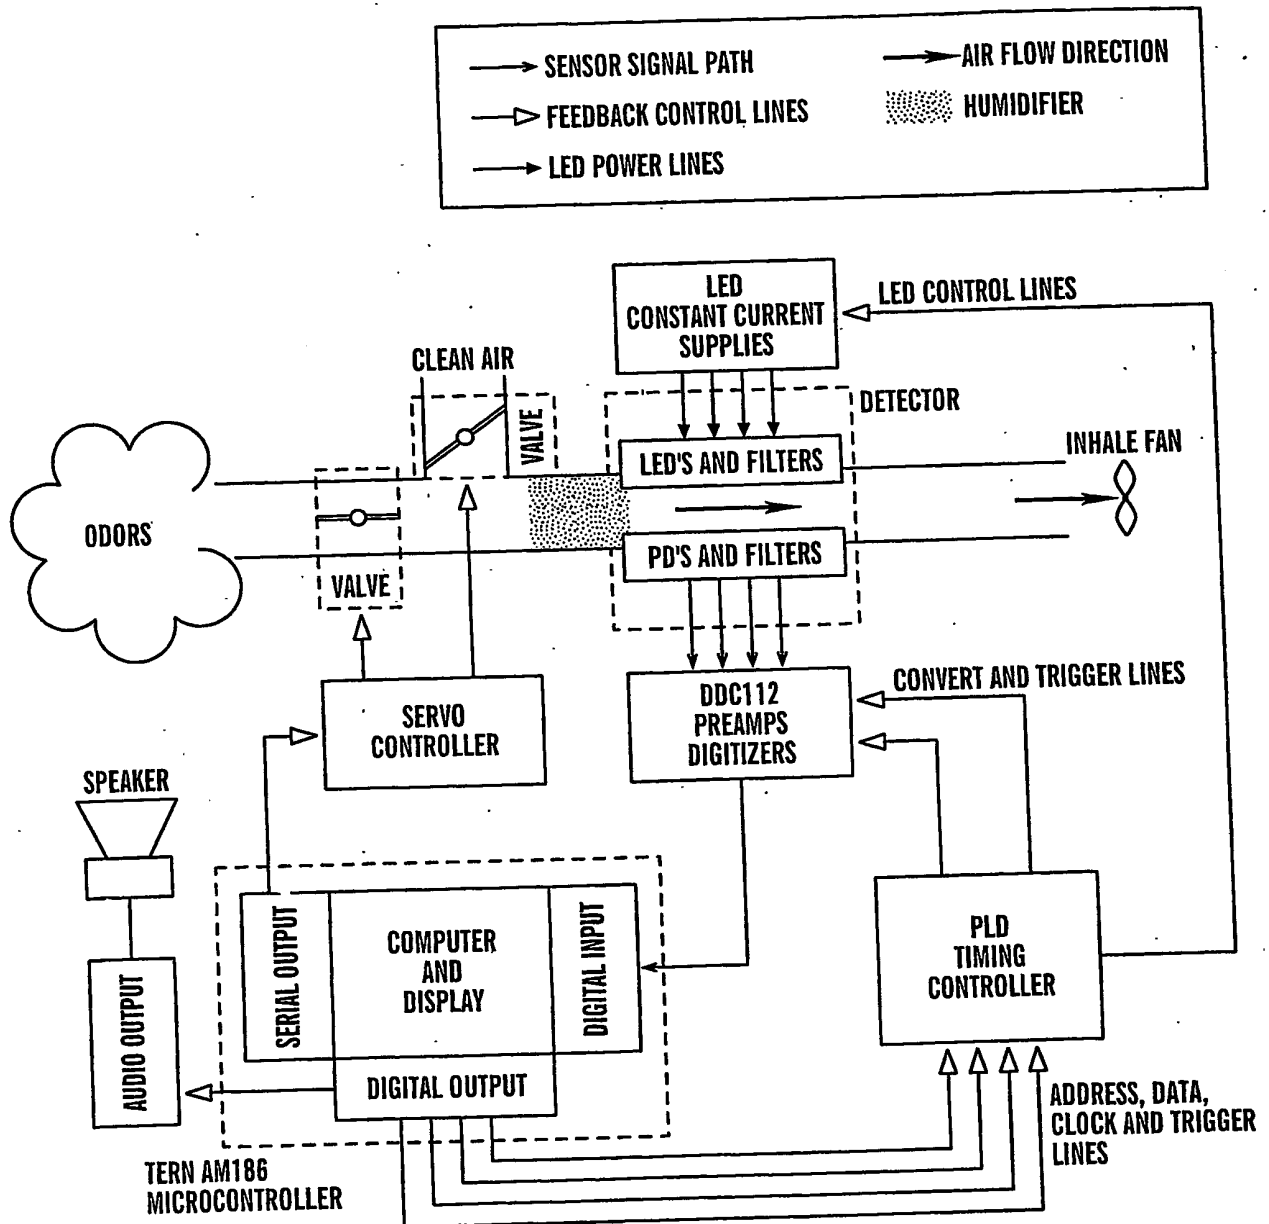 SENSOR SIGNAL PATH
FEEDBACK CONTROL LINES
LED POWER LINES
AIR FLOW DIRECTION
HUMIDIFIER
LED
CONSTANT CURRENT
SUPPLIES
LED CONTROL LINES
CLEAN AIR
VALVE
DETECTOR
LED'S AND FILTERS
INHALE FAN
ODORS
PD'S AND FILTERS
VALVE
SERVO
CONTROLLER
DDC112
PREAMPS
DIGITIZERS
CONVERT AND TRIGGER LINES
SPEAKER
SERIAL OUTPUT
COMPUTER
AND
DISPLAY
DIGITAL INPUT
PLD
TIMING
CONTROLLER
AUDIO OUTPUT
DIGITAL OUTPUT
ADDRESS, DATA,
CLOCK AND TRIGGER
LINES
TERN AM186
MICROCONTROLLER